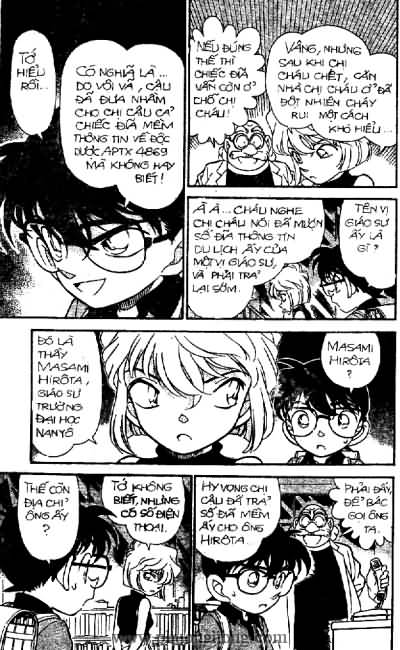 TỚ
HIỂU
RỒI...
CÓ NGHĨA LÀ...
DO VỘI VÃ, CẬU
ĐÃ ĐƯA NHẦM
CHO CHỊ CẬU CẢ
CHIẾC ĐĨA MỀM
THÔNG TIN VỀ ĐỘC
DƯỢC APTX 4869
MÀ KHÔNG HAY
BIẾT!
NẾU ĐÚNG
THẾ THÌ
CHIẾC ĐĨA
VẪN CÒN Ở
CHỖ CHỊ
CHÁU!
VÂNG, NHƯNG
SAU KHI CHỊ
CHÁU CHẾT, CĂN
NHÀ CHỊ CHÁU Ở ĐÃ
ĐỘT NHIÊN CHÁY
RỤI MỘT CÁCH
KHÓ HIỂU...
À À... CHÁU NGHE
CHỊ CHÁU NÓI ĐÃ MƯỢN
SỐ ĐĨA THÔNG TIN
DU LỊCH ẤY CỦA
MỘT VỊ GIÁO SƯ,
VÀ PHẢI TRẢ
LẠI SỚM.
TÊN VỊ
GIÁO SƯ
ẤY LÀ
GÌ?
ĐÓ LÀ
THẦY
MASAMI
HIROTA,
GIÁO SƯ
TRƯỜNG
ĐẠI HỌC
NANYÔ
MASAMI
HIROTA
?
THẾ CÒN
ĐỊA CHỈ
ÔNG ẤY
?
TỚ KHÔNG
BIẾT, NHƯNG
CÓ SỐ ĐIỆN
THOẠI.
HY VỌNG CHỊ
CẬU ĐÃ TRẢ
SỐ ĐĨA MỀM
ẤY CHO ÔNG
HIROTA.
PHẢI ĐẤY,
ĐỂ BÁC
GỌI ÔNG
TA.